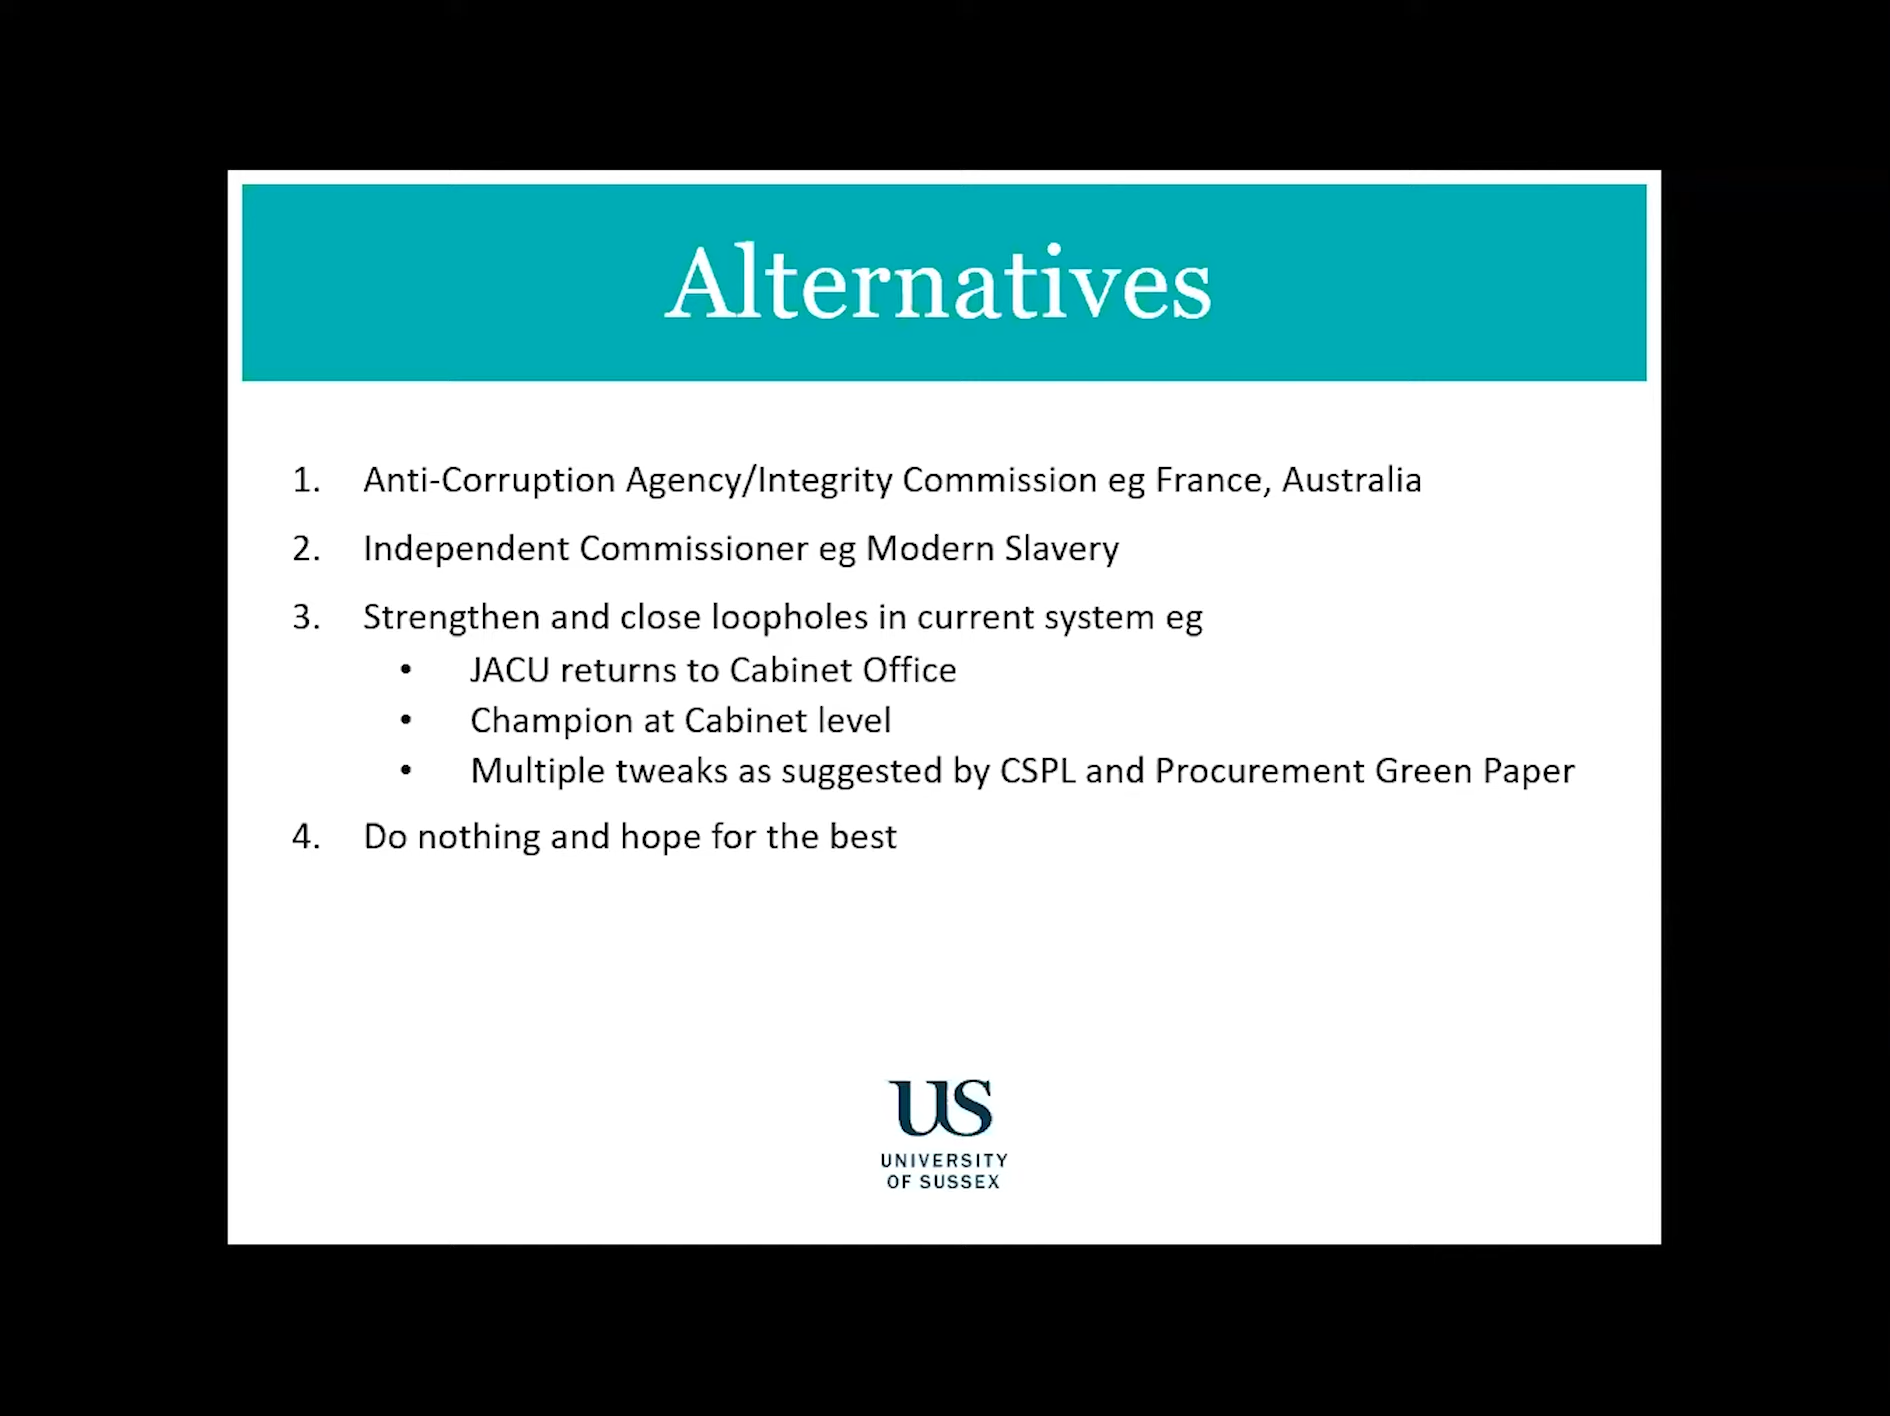 Alternatives
1. Anti-Corruption Agency/Integrity Commission eg France, Australia
2. Independent Commissioner eg Modern Slavery
3. Strengthen and close loopholes in current system eg
• JACU returns to Cabinet Office
• Champion at Cabinet level
• Multiple tweaks as suggested by CSPL and Procurement Green Paper
4. Do nothing and hope for the best
US
UNIVERSITY
OF SUSSEX